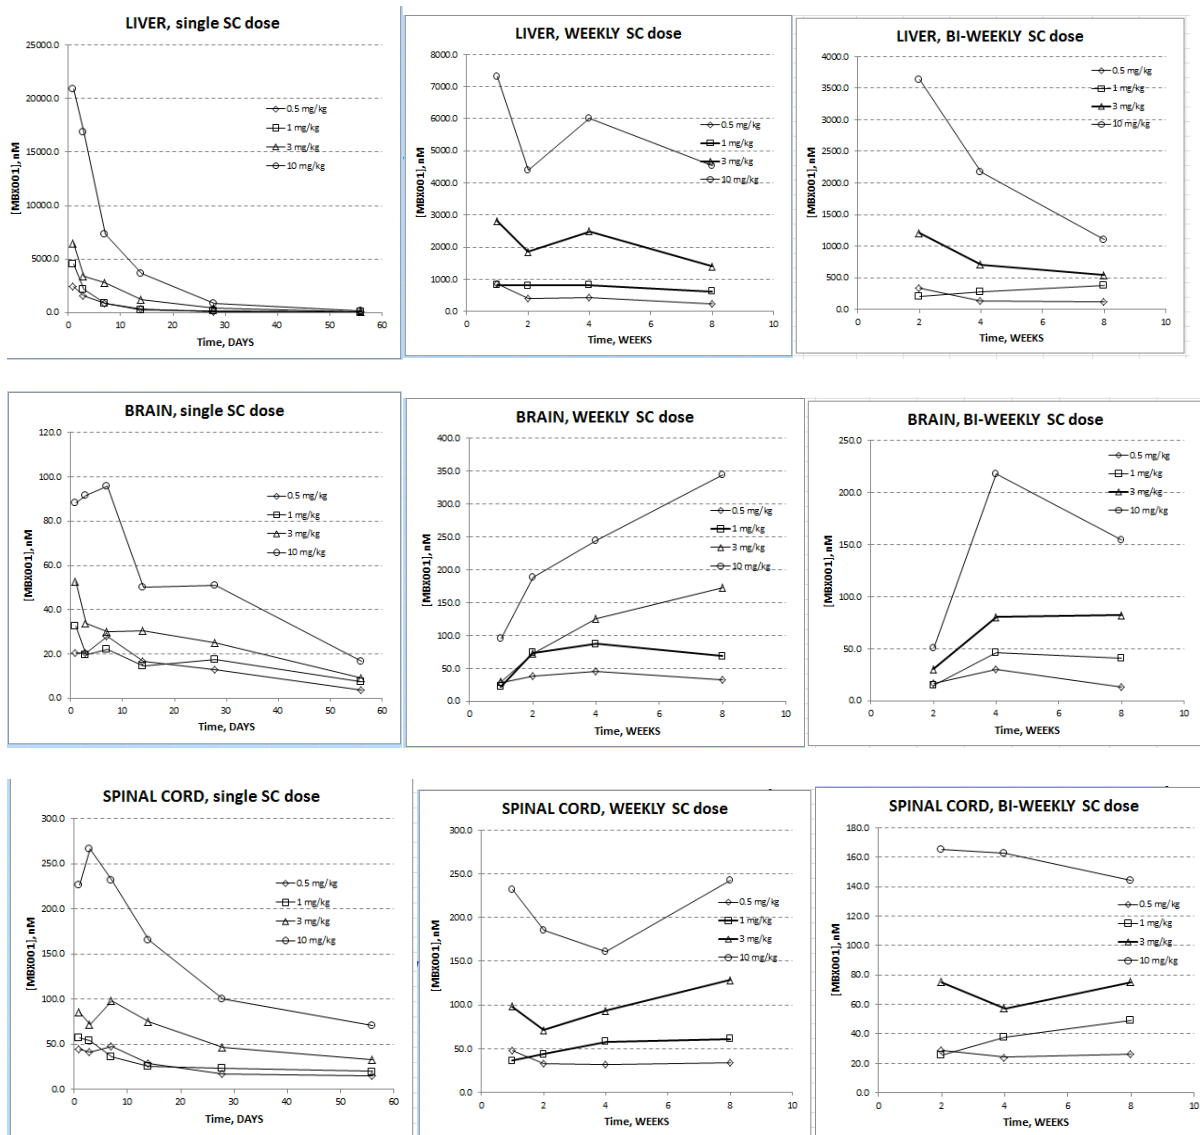 LIVER, single SC dose
25000.0
20000.0
15000.0
10000.0
5000.0
0.0
0 10 20 30 40 50 60
[MBX001], nM
Time, DAYS
0.5 mg/kg
1 mg/kg
3 mg/kg
10 mg/kg
LIVER, WEEKLY SC dose
8000.0
7000.0
6000.0
5000.0
4000.0
3000.0
2000.0
1000.0
0.0
0 2 4 6 8 10
[MBX001], nM
Time, WEEKS
0.5 mg/kg
1 mg/kg
3 mg/kg
10 mg/kg
LIVER, BI-WEEKLY SC dose
4000.0
3500.0
3000.0
2500.0
2000.0
1500.0
1000.0
500.0
0.0
0 2 4 6 8 10
[MBX001], nM
Time, WEEKS
0.5 mg/kg
1 mg/kg
3 mg/kg
10 mg/kg
BRAIN, single SC dose
120.0
100.0
80.0
60.0
40.0
20.0
0.0
0 10 20 30 40 50 60
[MBX001], nM
Time, DAYS
0.5 mg/kg
1 mg/kg
3 mg/kg
10 mg/kg
BRAIN, WEEKLY SC dose
400.0
350.0
300.0
250.0
200.0
150.0
100.0
50.0
0.0
0 2 4 6 8 10
[MBX001], nM
Time, WEEKS
0.5 mg/kg
1 mg/kg
3 mg/kg
10 mg/kg
BRAIN, BI-WEEKLY SC dose
250.0
200.0
150.0
100.0
50.0
0.0
0 2 4 6 8 10
[MBX001], nM
Time, WEEKS
0.5 mg/kg
1 mg/kg
3 mg/kg
10 mg/kg
SPINAL CORD, single SC dose
300.0
250.0
200.0
150.0
100.0
50.0
0.0
0 10 20 30 40 50 60
[MBX001], nM
Time, DAYS
0.5 mg/kg
1 mg/kg
3 mg/kg
10 mg/kg
SPINAL CORD, WEEKLY SC dose
300.0
250.0
200.0
150.0
100.0
50.0
0.0
0 2 4 6 8 10
[MBX001], nM
Time, WEEKS
0.5 mg/kg
1 mg/kg
3 mg/kg
10 mg/kg
SPINAL CORD, BI-WEEKLY SC dose
180.0
160.0
140.0
120.0
100.0
80.0
60.0
40.0
20.0
0.0
0 2 4 6 8 10
[MBX001], nM
Time, WEEKS
0.5 mg/kg
1 mg/kg
3 mg/kg
10 mg/kg